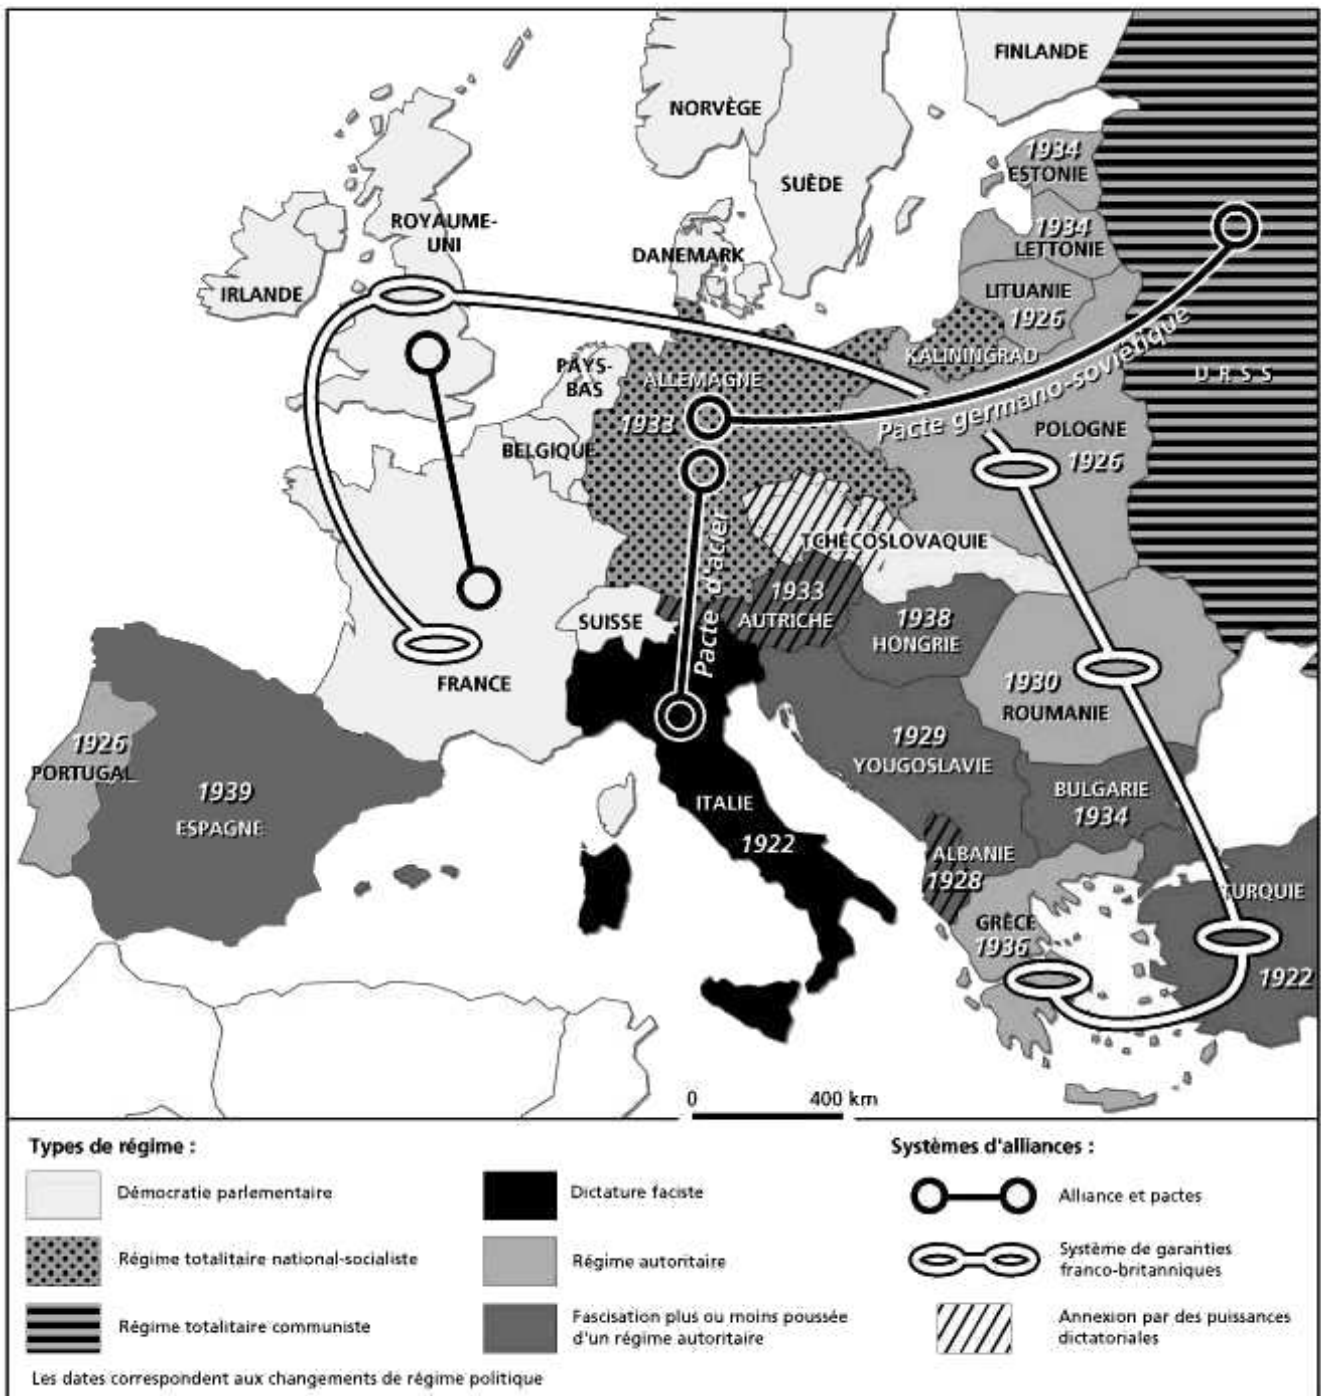 FINLANDE
NORVÈGE
SUÈDE
1934
ESTONIE
1934
LETTONIE
ROYAUME-
UNI
DANEMARK
IRLANDE
LITUANIE
1926
KALININGRAD
PAYS-
BAS
ALLEMAGNE
1933
U R S S
Pacte germano-soviétique
POLOGNE
1926
BELGIQUE
TCHÉCOSLOVAQUIE
Pacte d'acier
1933
AUTRICHE
1938
HONGRIE
SUISSE
FRANCE
1930
ROUMANIE
1926
PORTUGAL
1929
YOUGOSLAVIE
1939
ESPAGNE
ITALIE
1922
BULGARIE
1934
ALBANIE
1928
TURQUIE
1922
GRÈCE
1936
0 400 km
Types de régime :
Démocratie parlementaire
Régime totalitaire national-socialiste
Régime totalitaire communiste
Dictature faciste
Régime autoritaire
Fascisation plus ou moins poussée
d'un régime autoritaire
Systèmes d'alliances :
Alliance et pactes
Système de garanties
franco-britanniques
Annexion par des puissances
dictatoriales
Les dates correspondent aux changements de régime politique